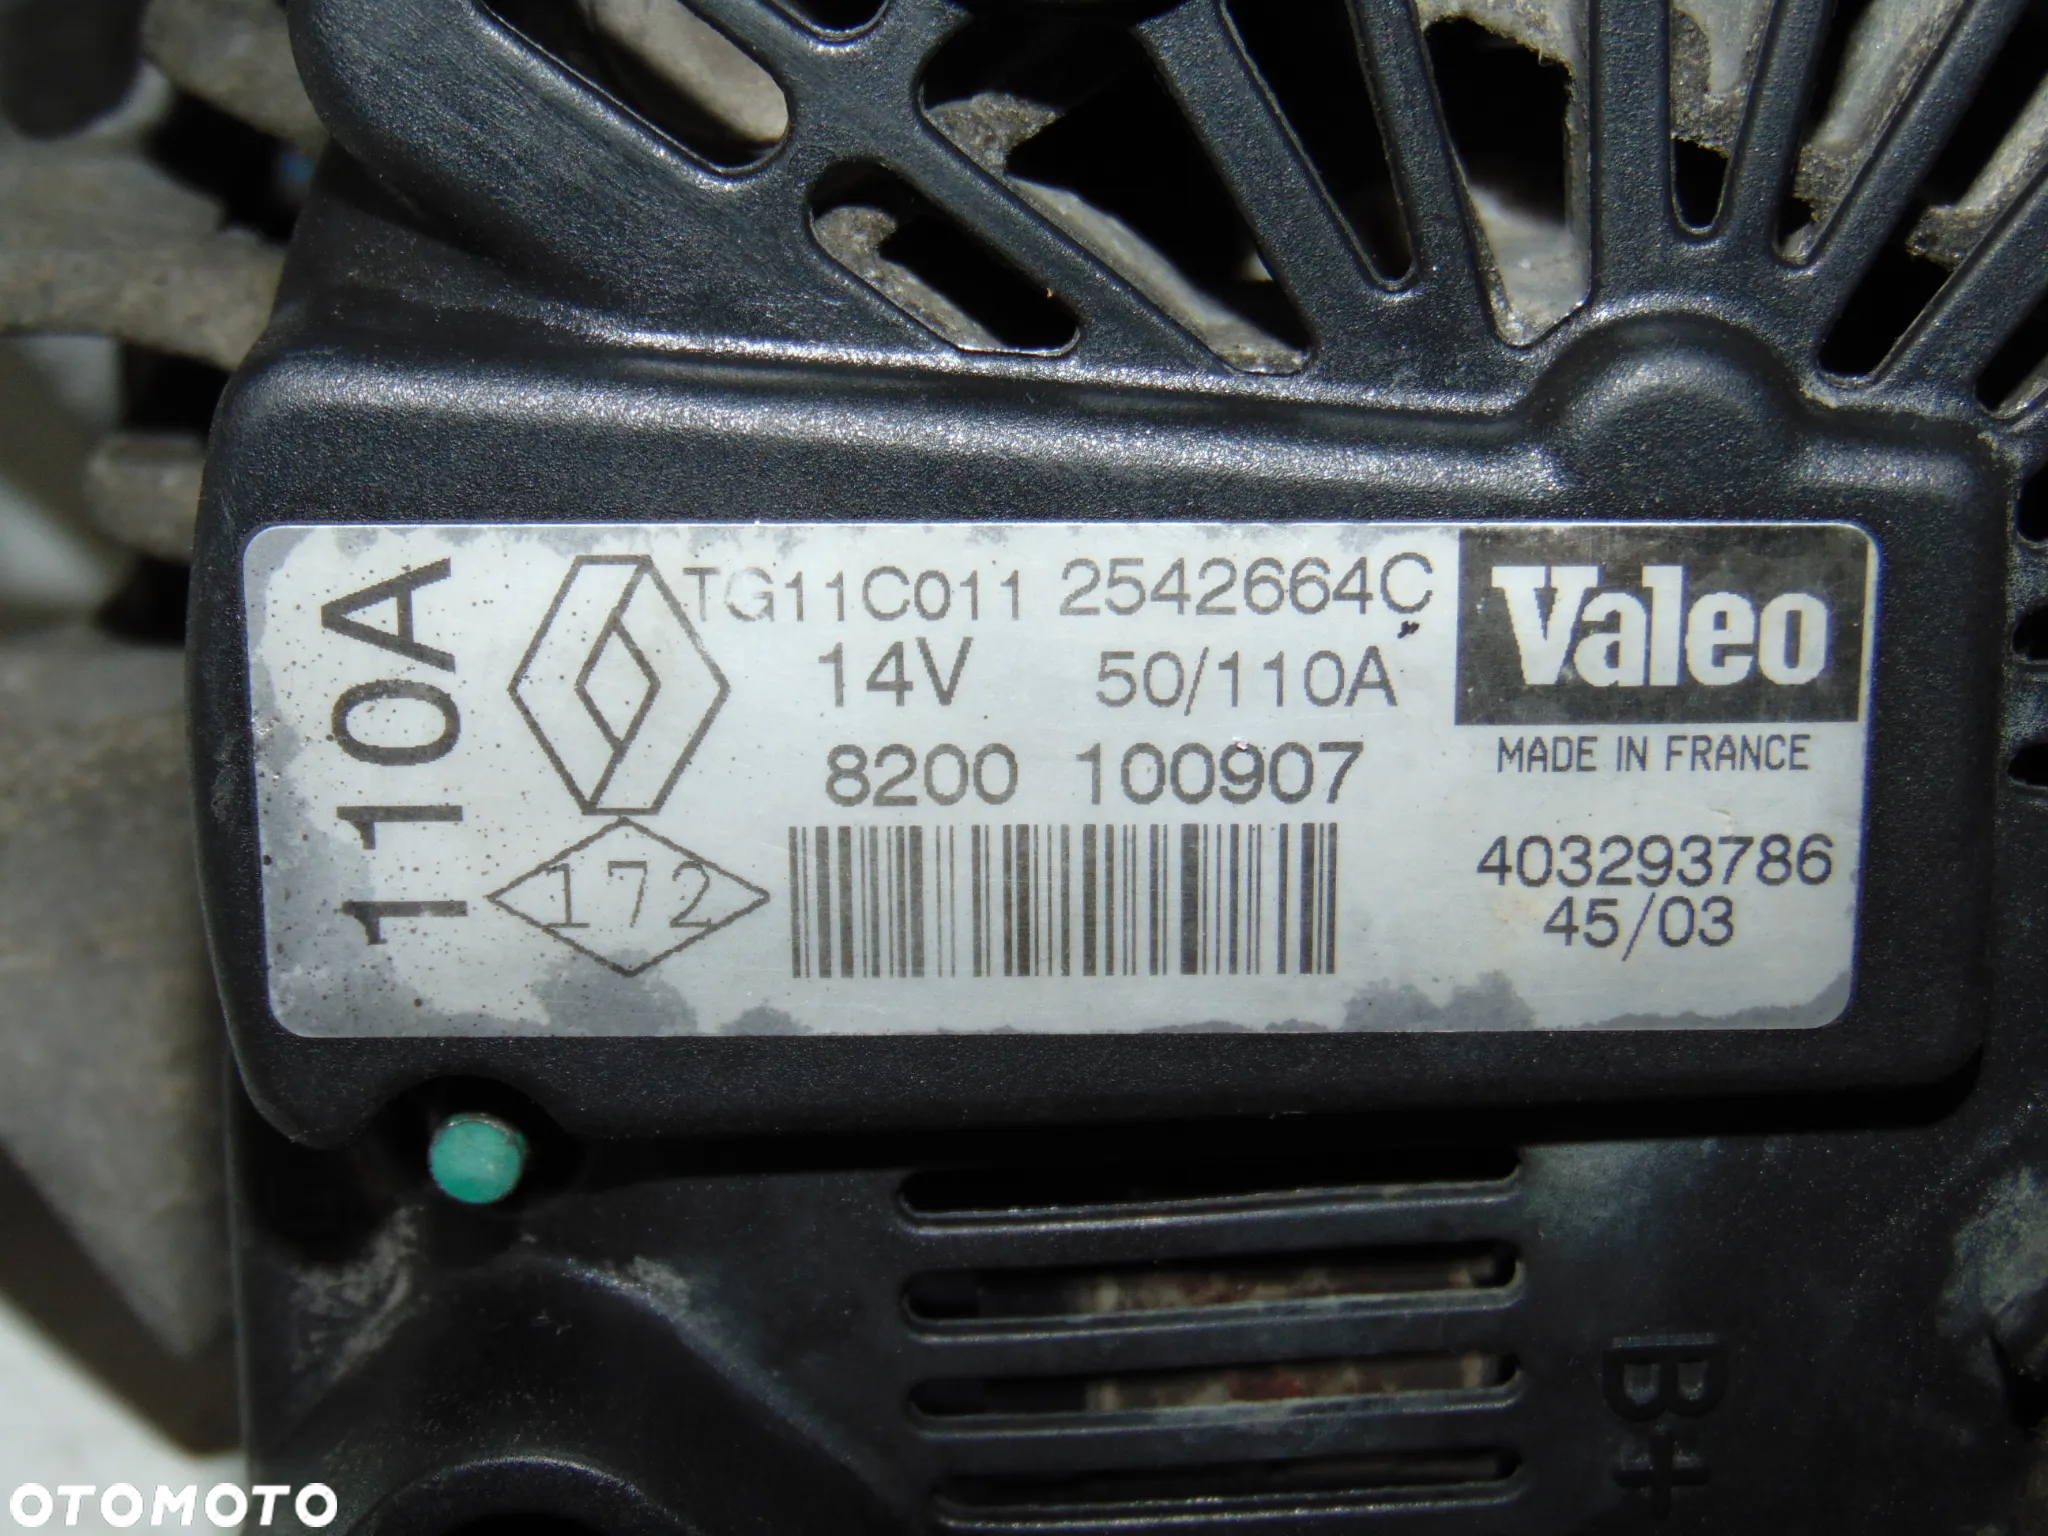 110A
TG11C011 2542664C
14V 50/110A
8200 100907
172
Valeo
MADE IN FRANCE
403293786
45/03
B+
OTOMOTO